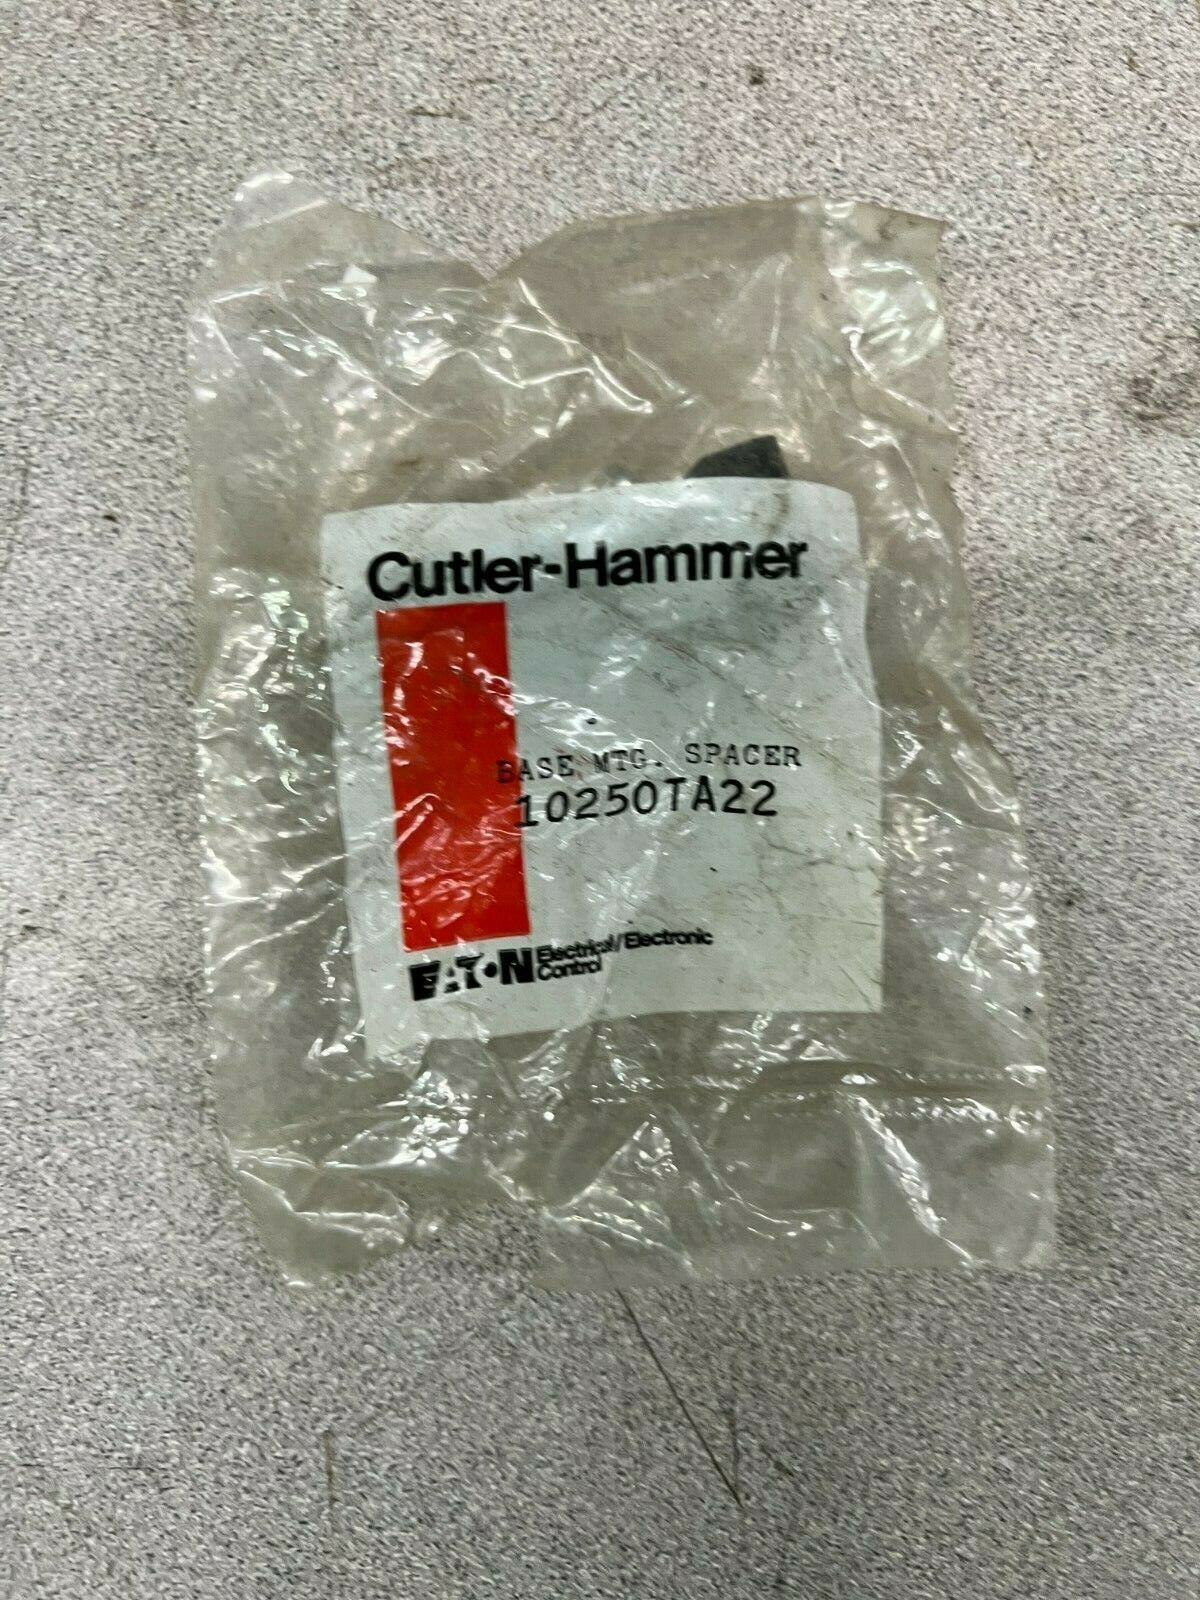 Cutler-Hammer
BASE MTG. SPACER
10250TA22
EATON Electrical/Electronic
Control